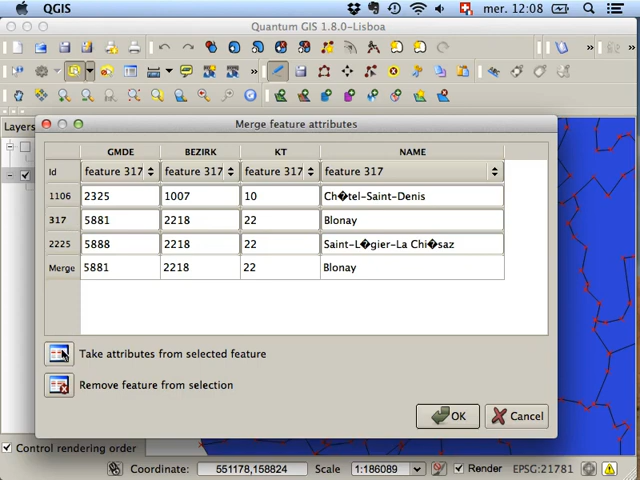 QGIS
mer. 12:08
Quantum GIS 1.8.0-Lisboa
Layers
Merge feature attributes
GMDE BEZIRK KT NAME
Id feature 317 feature 317 feature 317 feature 317
1106 2325 1007 10 Ch�tel-Saint-Denis
317 5881 2218 22 Blonay
2225 5888 2218 22 Saint-L�gier-La Chi�saz
Merge 5881 2218 22 Blonay
Take attributes from selected feature
Remove feature from selection
OK Cancel
Control rendering order
Coordinate: 551178,158824 Scale 1:186089 Render EPSG:21781